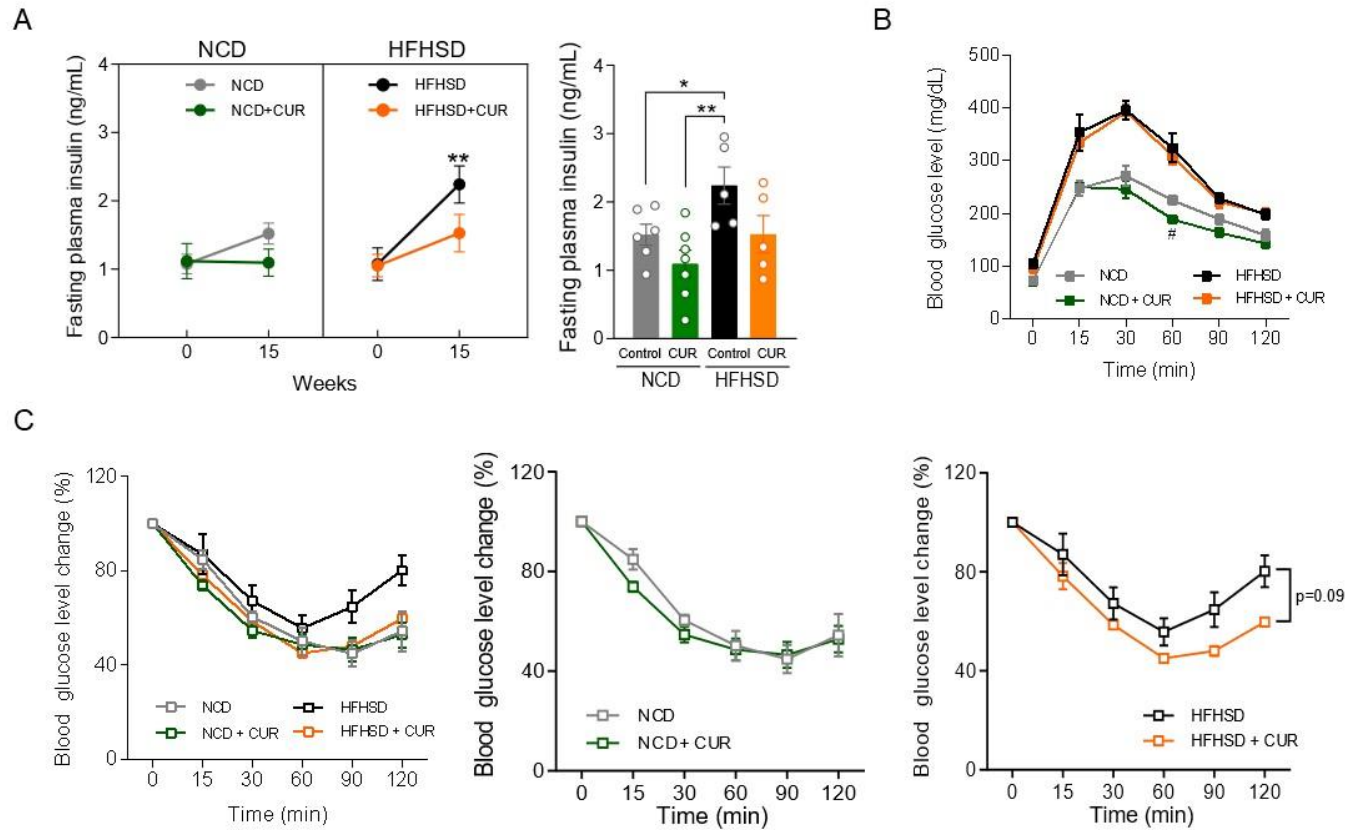 A
NCD HFHSD
NCD
NCD+CUR
HFHSD
HFHSD+CUR
Fasting plasma insulin (ng/mL)
4
3
2
1
0
**
0 15 0 15
Weeks
Fasting plasma insulin (ng/mL)
4
3
2
1
0
*
**
Control CUR Control CUR
NCD HFHSD
B
Blood glucose level (mg/dL)
500
400
300
200
100
0
#
NCD HFHSD
NCD + CUR HFHSD + CUR
0 15 30 60 90 120
Time (min)
C
Blood glucose level change (%)
120
80
40
0
NCD HFHSD
NCD + CUR HFHSD + CUR
0 15 30 60 90 120
Time (min)
Blood glucose level change (%)
120
80
40
0
NCD
NCD+ CUR
0 15 30 60 90 120
Time (min)
Blood glucose level change (%)
120
80
40
0
p=0.09
HFHSD
HFHSD + CUR
0 15 30 60 90 120
Time (min)